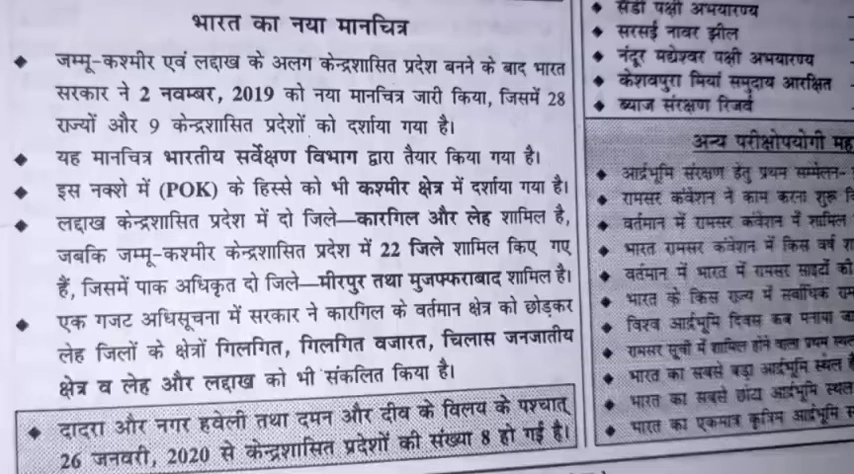 भारत का नया मानचित्र
◆ जम्मू-कश्मीर एवं लद्दाख के अलग केन्द्रशासित प्रदेश बनने के बाद भारत
सरकार ने 2 नवम्बर, 2019 को नया मानचित्र जारी किया, जिसमें 28
राज्यों और 9 केन्द्रशासित प्रदेशों को दर्शाया गया है।
◆ यह मानचित्र भारतीय सर्वेक्षण विभाग द्वारा तैयार किया गया है।
◆ इस नक्शे में (POK) के हिस्से को भी कश्मीर क्षेत्र में दर्शाया गया है।
◆ लद्दाख केन्द्रशासित प्रदेश में दो जिले—कारगिल और लेह शामिल है,
जबकि जम्मू-कश्मीर केन्द्रशासित प्रदेश में 22 जिले शामिल किए गए
हैं, जिसमें पाक अधिकृत दो जिले—मीरपुर तथा मुजफ्फराबाद शामिल है।
◆ एक गजट अधिसूचना में सरकार ने कारगिल के वर्तमान क्षेत्र को छोड़कर
लेह जिलों के क्षेत्रों गिलगित, गिलगित वजारत, चिलास जनजातीय
क्षेत्र व लेह और लद्दाख को भी संकलित किया है।
◆ दादरा और नगर हवेली तथा दमन और दीव के विलय के पश्चात्
26 जनवरी, 2020 से केन्द्रशासित प्रदेशों की संख्या 8 हो गई है।
◆ सैंडी पक्षी अभयारण्य
◆ सरसई नावर झील
◆ नंदूर मद्येश्वर पक्षी अभयारण्य
◆ केशवपुरा मियां समुदाय आरक्षित
◆ ब्याज संरक्षण रिजर्व
अन्य परीक्षोपयोगी
◆ आर्द्रभूमि संरक्षण हेतु प्रथम सम्मेलन-
◆ रामसर कंवेंशन ने काम करना शुरू
◆ वर्तमान में रामसर कंवेंशन में शामिल
◆ भारत रामसर कंवेंशन में किस वर्ष
◆ वर्तमान में भारत में रामसर साइटों की
◆ भारत के किस राज्य में सर्वाधिक
◆ विश्व आर्द्रभूमि दिवस कब मनाया
◆ रामसर सूची में शामिल होने वाला प्रथम स्थल
◆ भारत का सबसे बड़ा आर्द्रभूमि स्थल
◆ भारत का सबसे छोटा आर्द्रभूमि स्थल
◆ भारत का एकमात्र कृत्रिम आर्द्रभूमि